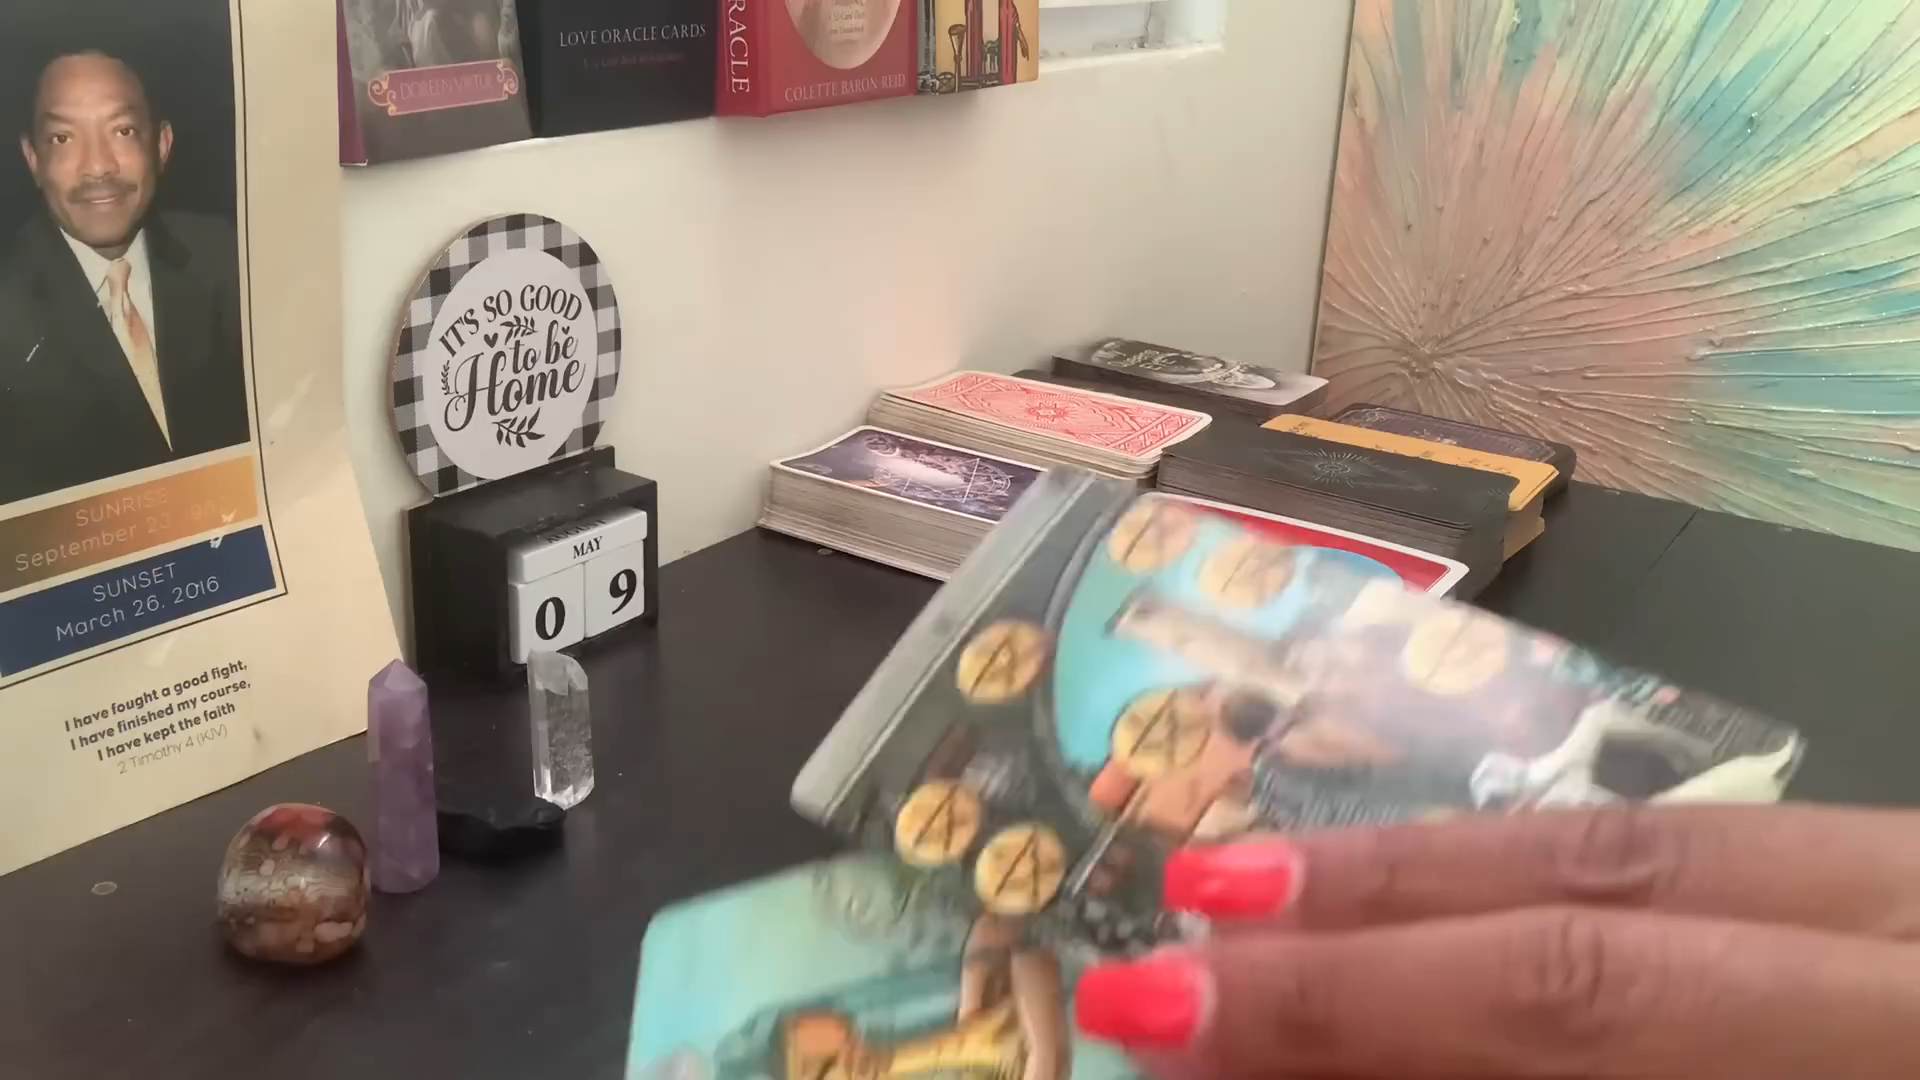 DOREEN VIRTUE
LOVE ORACLE CARDS
ORACLE
COLETTE BARON-REID
IT'S SO GOOD
to be
Home
MAY
0 9
SUNRISE
September 23
SUNSET
March 26, 2016
I have fought a good fight,
I have finished my course,
I have kept the faith
2 Timothy 4 (KJV)